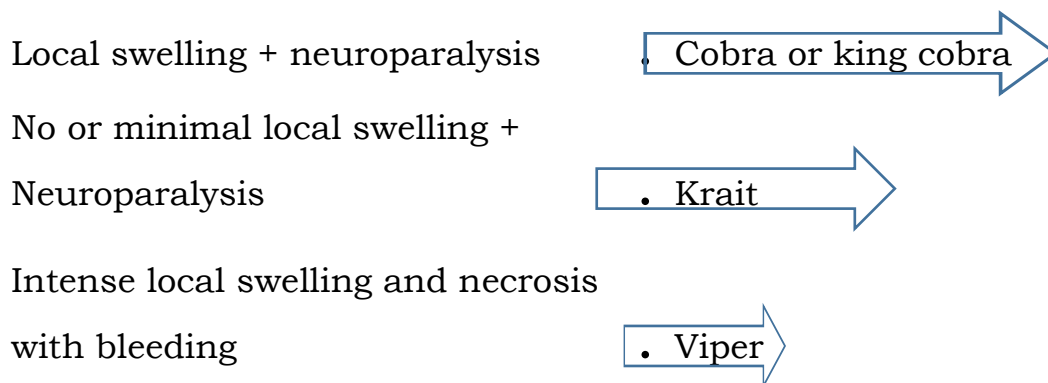 Local swelling + neuroparalysis • Cobra or king cobra
No or minimal local swelling +
Neuroparalysis • Krait
Intense local swelling and necrosis
with bleeding • Viper